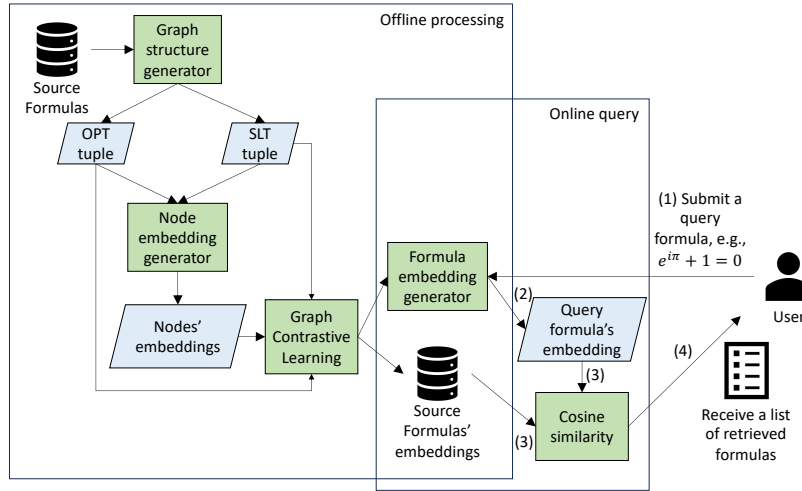 Offline processing
Graph
structure
generator
Source
Formulas
OPT
tuple
SLT
tuple
Online query
Node
embedding
generator
(1) Submit a
query
formula, e.g.,
e^{iπ} + 1 = 0
Formula
embedding
generator
(2)
Nodes'
embeddings
Graph
Contrastive
Learning
Query
formula's
embedding
User
(3)
(4)
Source
Formulas'
embeddings
(3)
Cosine
similarity
Receive a list
of retrieved
formulas